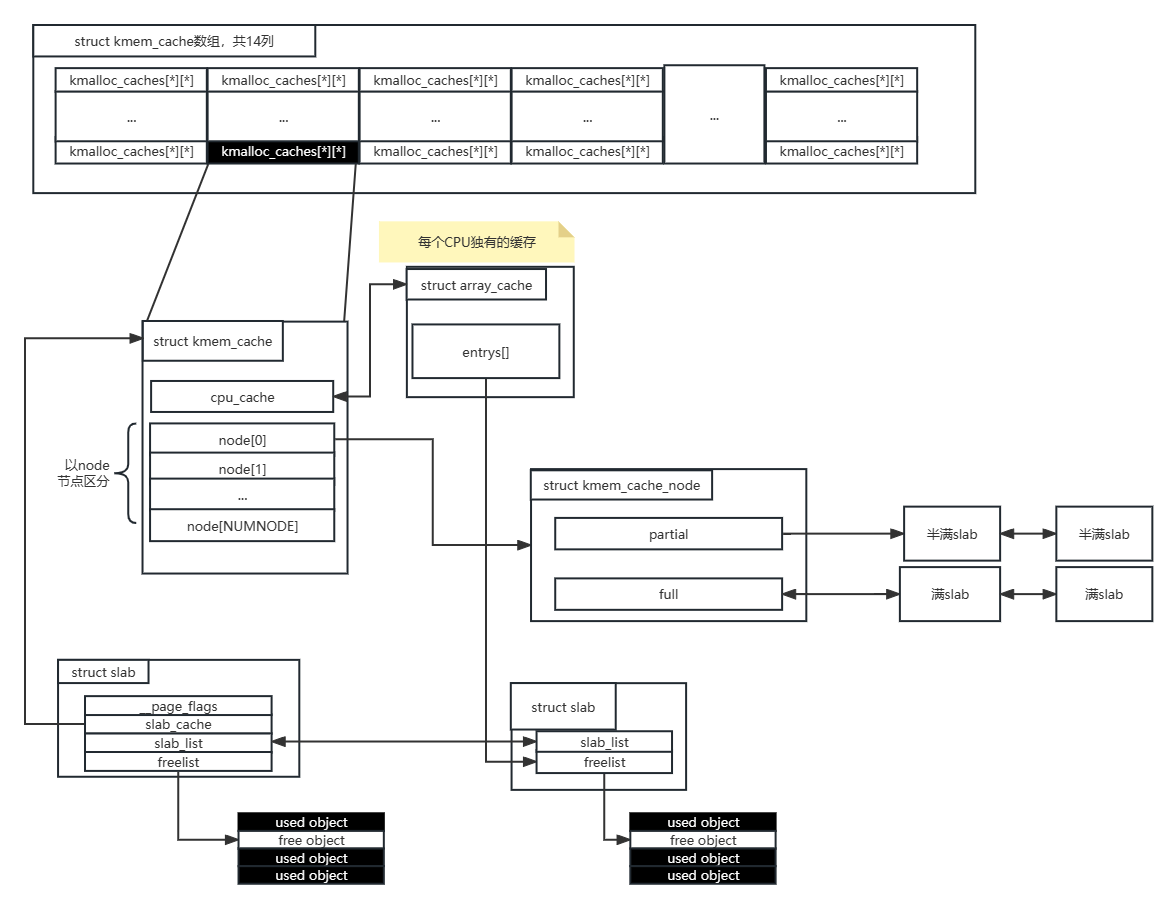 struct kmem_cache数组，共14列
kmalloc_caches[*][*]
kmalloc_caches[*][*]
kmalloc_caches[*][*]
kmalloc_caches[*][*]
kmalloc_caches[*][*]
...
...
...
...
...
...
kmalloc_caches[*][*]
kmalloc_caches[*][*]
kmalloc_caches[*][*]
kmalloc_caches[*][*]
kmalloc_caches[*][*]
每个CPU独有的缓存
struct array_cache
entrys[]
struct kmem_cache
cpu_cache
node[0]
node[1]
...
node[NUMNODE]
以node
节点区分
struct kmem_cache_node
partial
full
半满slab
半满slab
满slab
满slab
struct slab
__page_flags
slab_cache
slab_list
freelist
struct slab
slab_list
freelist
used object
free object
used object
used object
used object
free object
used object
used object